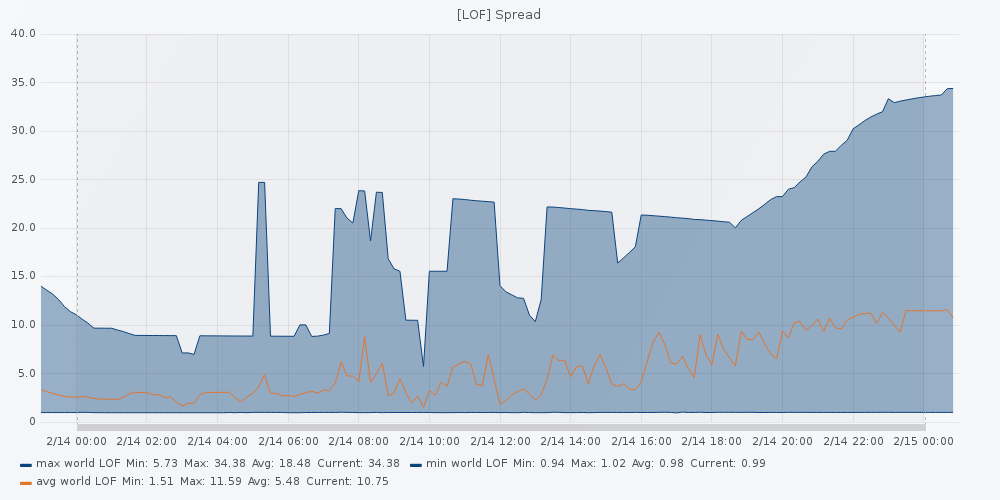 [LOF] Spread
40.0
35.0
30.0
25.0
20.0
15.0
10.0
5.0
0
2/14 00:00 2/14 02:00 2/14 04:00 2/14 06:00 2/14 08:00 2/14 10:00 2/14 12:00 2/14 14:00 2/14 16:00 2/14 18:00 2/14 20:00 2/14 22:00 2/15 00:00
max world LOF Min: 5.73 Max: 34.38 Avg: 18.48 Current: 34.38 min world LOF Min: 0.94 Max: 1.02 Avg: 0.98 Current: 0.99
avg world LOF Min: 1.51 Max: 11.59 Avg: 5.48 Current: 10.75